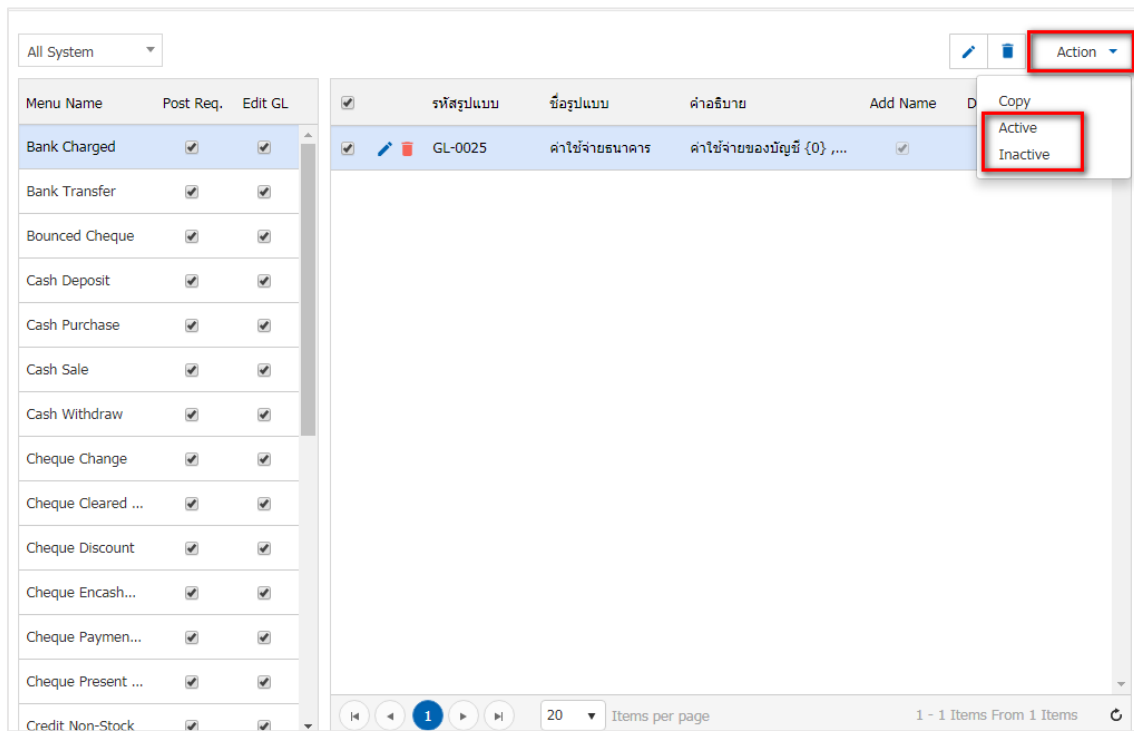 All System
Action
Menu Name Post Req. Edit GL
รหัสรูปแบบ ชื่อรูปแบบ คำอธิบาย Add Name D
Copy
Active
Inactive
Bank Charged
GL-0025 ค่าใช้จ่ายธนาคาร ค่าใช้จ่ายของบัญชี {0} ,...
Bank Transfer
Bounced Cheque
Cash Deposit
Cash Purchase
Cash Sale
Cash Withdraw
Cheque Change
Cheque Cleared ...
Cheque Discount
Cheque Encash...
Cheque Paymen...
Cheque Present ...
Credit Non-Stock
1 20 Items per page 1 - 1 Items From 1 Items